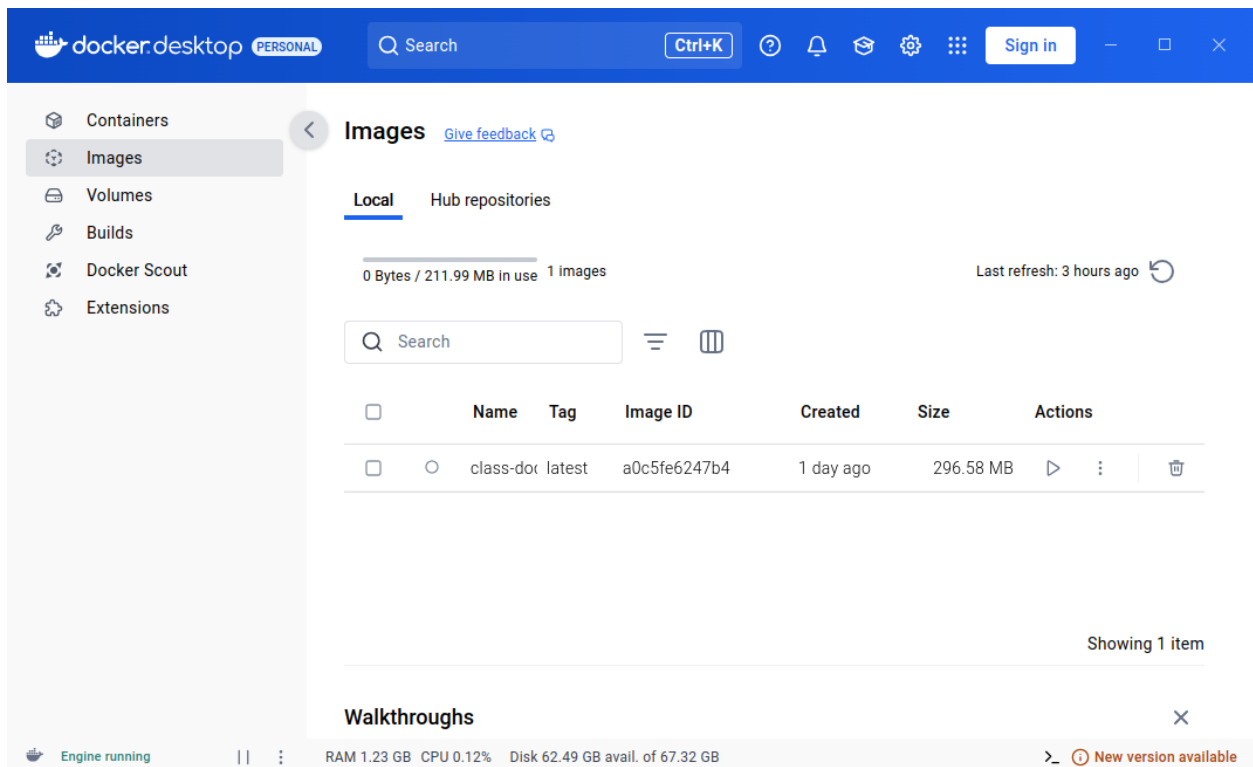 docker.desktop PERSONAL Search Ctrl+K Sign in
Containers
Images
Volumes
Builds
Docker Scout
Extensions
Images Give feedback
Local Hub repositories
0 Bytes / 211.99 MB in use 1 images Last refresh: 3 hours ago
Search
Name Tag Image ID Created Size Actions
class-doc latest a0c5fe6247b4 1 day ago 296.58 MB
Showing 1 item
Walkthroughs
Engine running RAM 1.23 GB CPU 0.12% Disk 62.49 GB avail. of 67.32 GB New version available